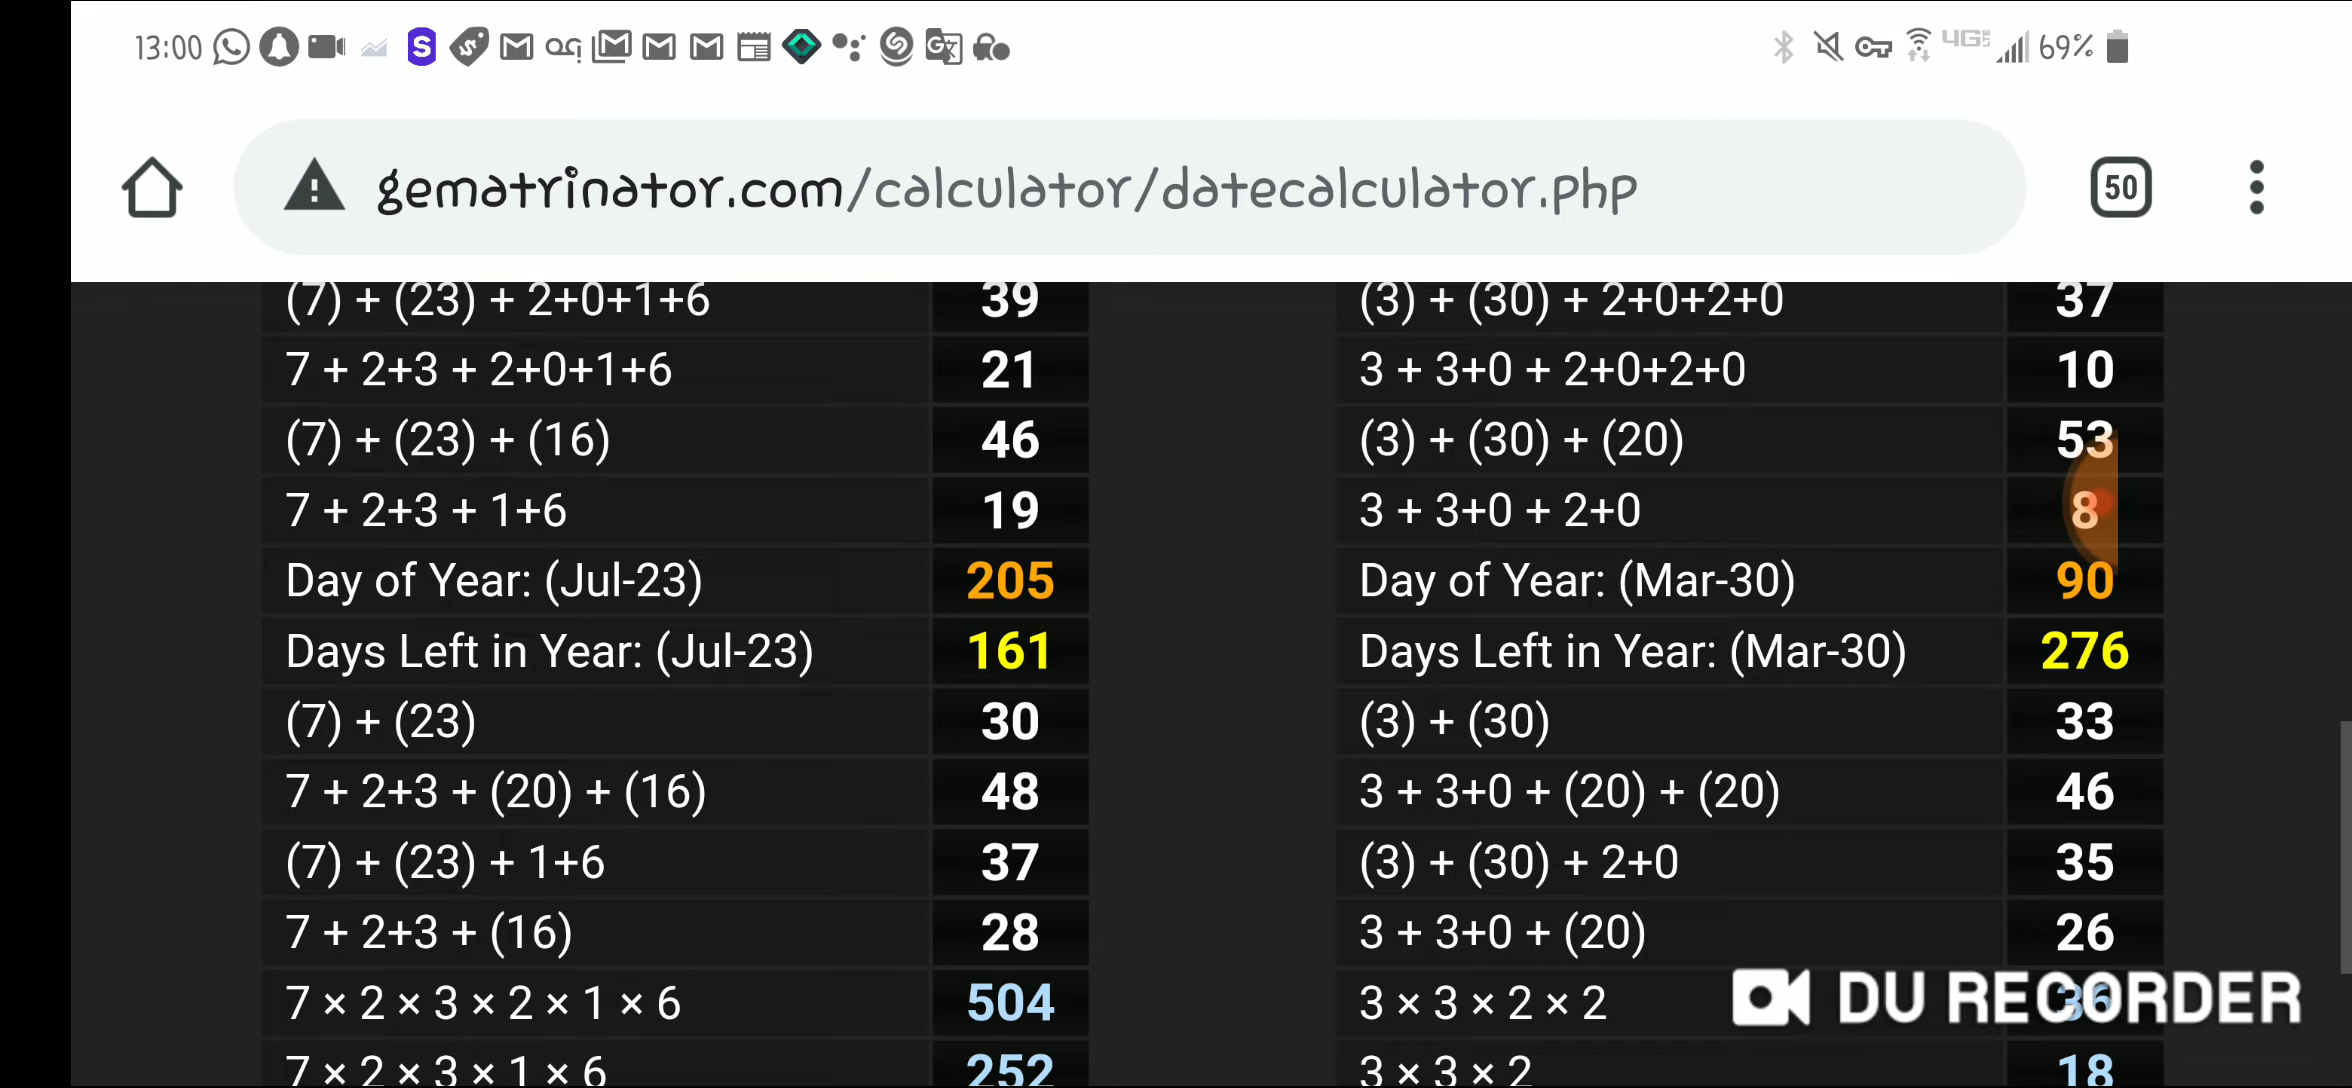 13:00 69%
gematrinator.com/calculator/datecalculator.php 50
(7) + (23) + 2+0+1+6 39 (3) + (30) + 2+0+2+0 37
7 + 2+3 + 2+0+1+6 21 3 + 3+0 + 2+0+2+0 10
(7) + (23) + (16) 46 (3) + (30) + (20) 53
7 + 2+3 + 1+6 19 3 + 3+0 + 2+0 8
Day of Year: (Jul-23) 205 Day of Year: (Mar-30) 90
Days Left in Year: (Jul-23) 161 Days Left in Year: (Mar-30) 276
(7) + (23) 30 (3) + (30) 33
7 + 2+3 + (20) + (16) 48 3 + 3+0 + (20) + (20) 46
(7) + (23) + 1+6 37 (3) + (30) + 2+0 35
7 + 2+3 + (16) 28 3 + 3+0 + (20) 26
7 × 2 × 3 × 2 × 1 × 6 504 3 × 3 × 2 × 2 36
DU RECORDER
7 × 2 × 3 × 1 × 6 252 3 × 3 × 2 18